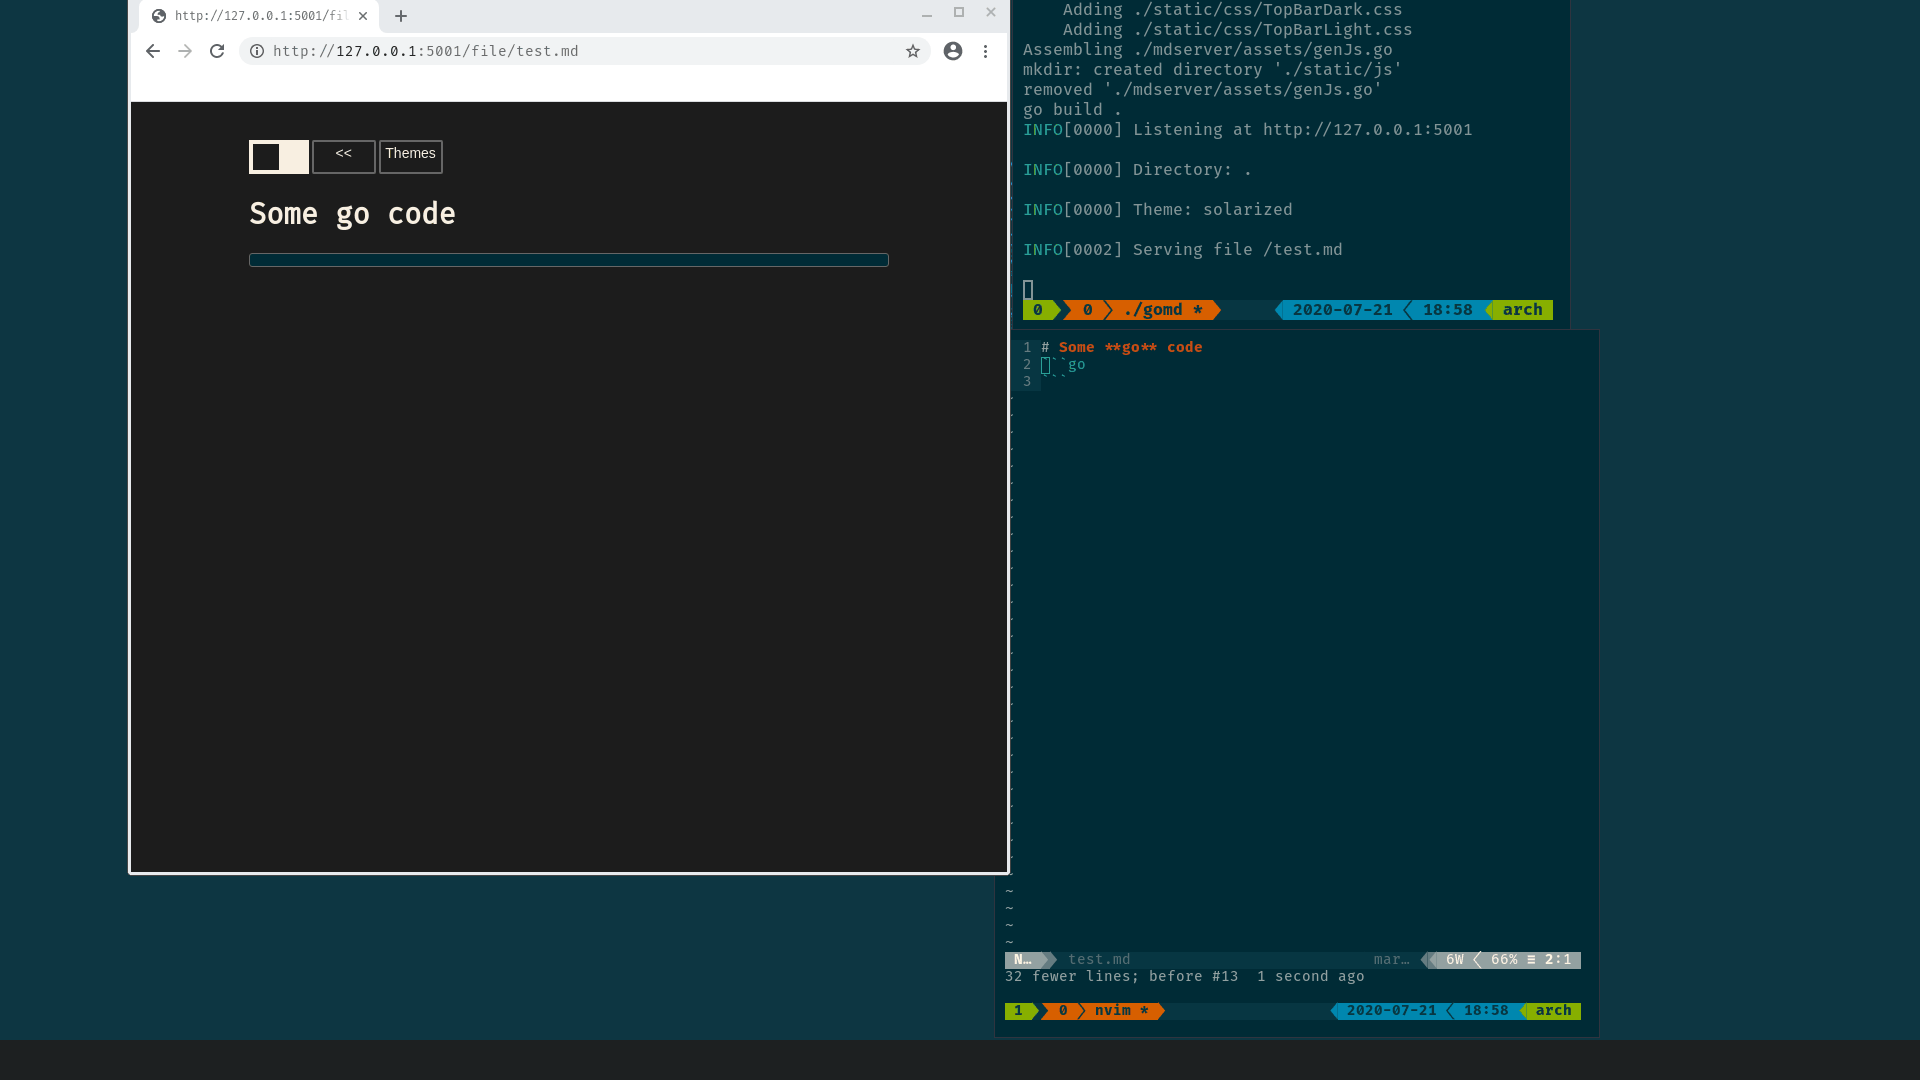 http://127.0.0.1:5001/fil
http://127.0.0.1:5001/file/test.md
<<
Themes
Some go code
Adding ./static/css/TopBarDark.css
Adding ./static/css/TopBarLight.css
Assembling ./mdserver/assets/genJs.go
mkdir: created directory './static/js'
removed './mdserver/assets/genJs.go'
go build .
INFO[0000] Listening at http://127.0.0.1:5001
INFO[0000] Directory: .
INFO[0000] Theme: solarized
INFO[0002] Serving file /test.md
0 0 ./gomd * 2020-07-21 18:58 arch
1 # Some **go** code
2 ```go
3 ```
~
~
~
~
N… test.md mar… 6W 66% ≡ 2:1
32 fewer lines; before #13 1 second ago
1 0 nvim * 2020-07-21 18:58 arch